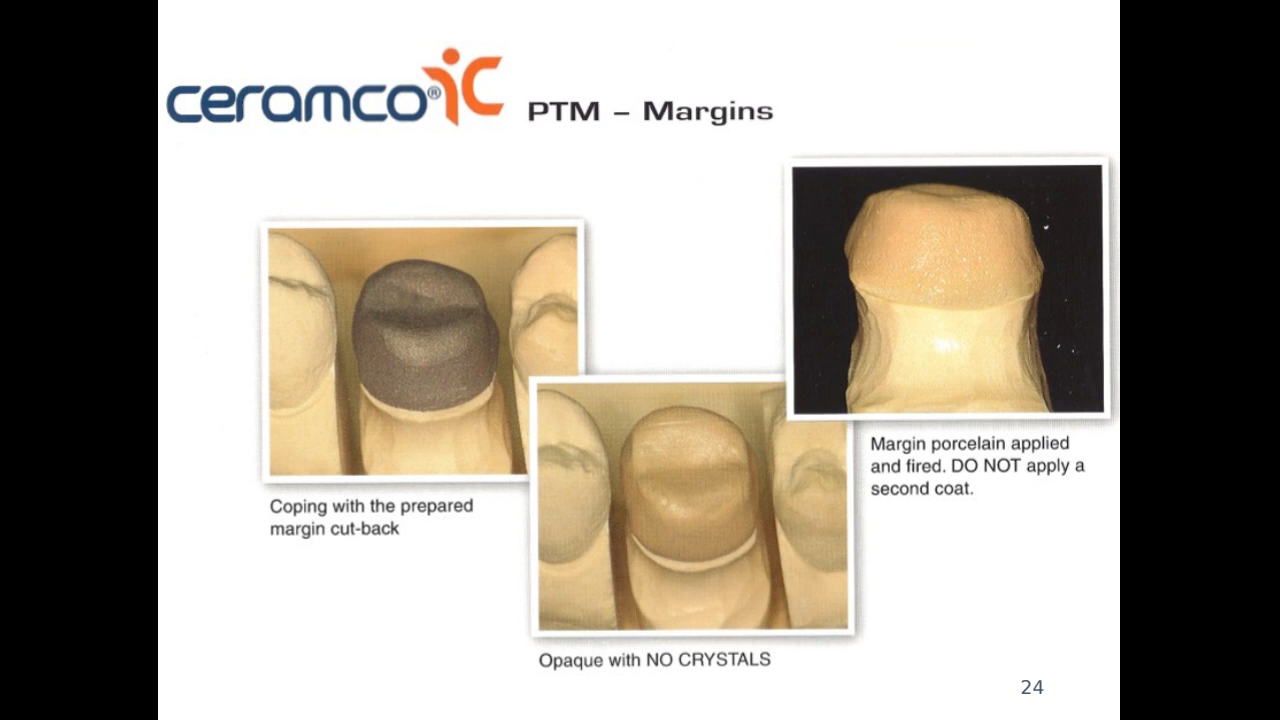 ceramco® iC PTM – Margins
Coping with the prepared
margin cut-back
Opaque with NO CRYSTALS
Margin porcelain applied
and fired. DO NOT apply a
second coat.
24